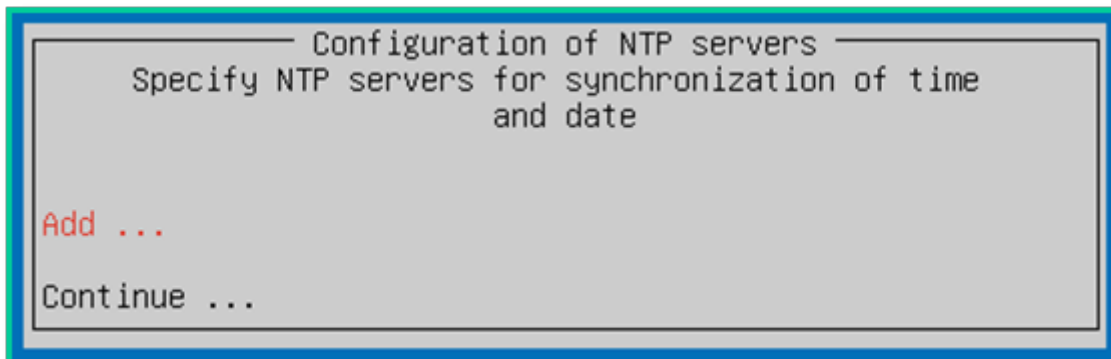 Configuration of NTP servers
Specify NTP servers for synchronization of time
and date
Add ...
Continue ...